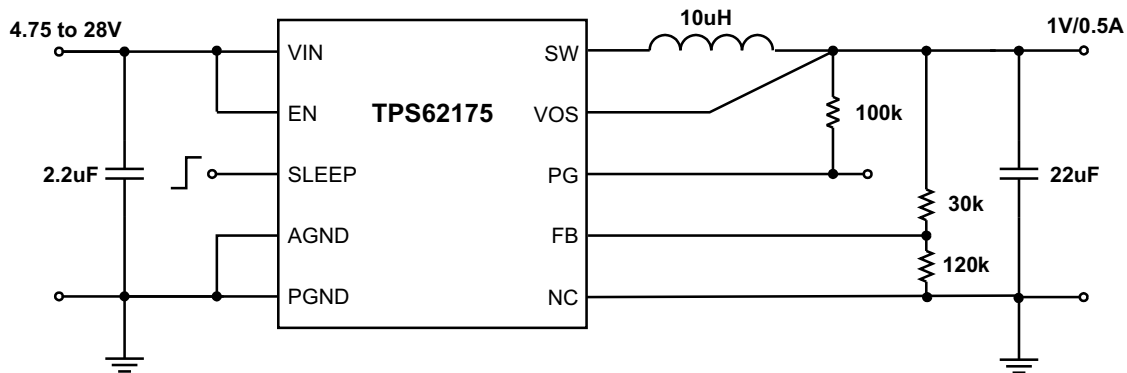 4.75 to 28V
10uH
1V/0.5A
VIN
SW
EN
TPS62175
VOS
100k
2.2uF
SLEEP
PG
22uF
30k
AGND
FB
120k
PGND
NC